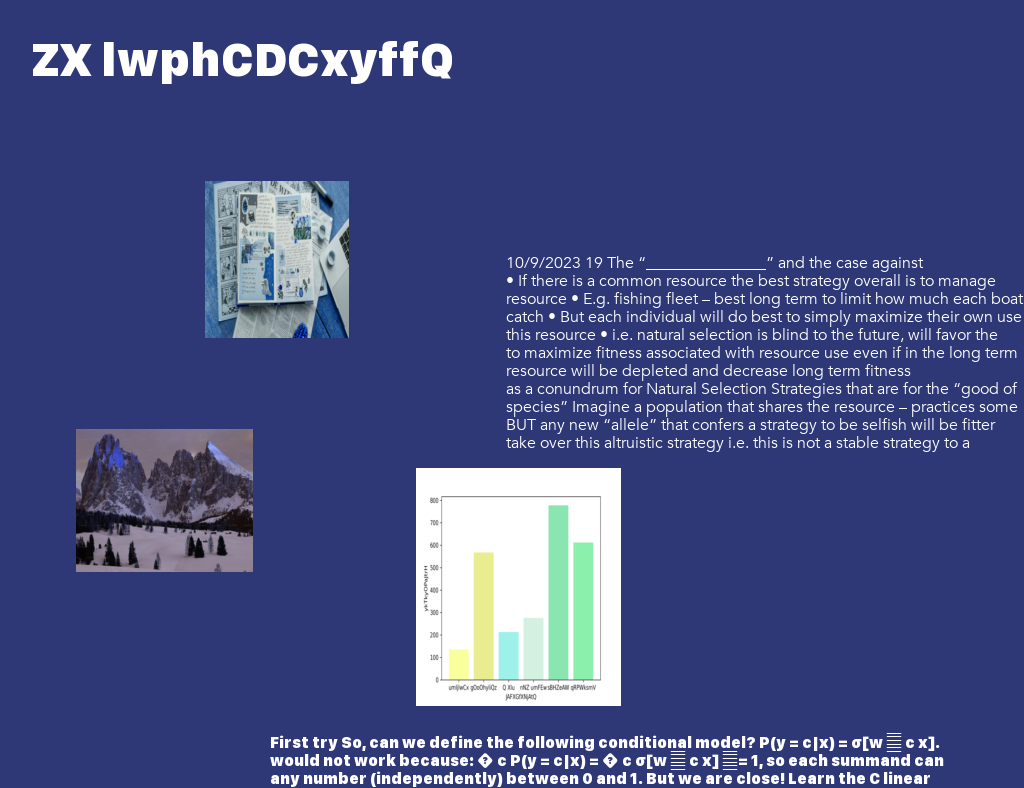 ZX lwphCDCxyffQ
10/9/2023 19 The “_______________” and the case against
• If there is a common resource the best strategy overall is to manage
resource • E.g. fishing fleet – best long term to limit how much each boat
catch • But each individual will do best to simply maximize their own use
this resource • i.e. natural selection is blind to the future, will favor the
to maximize fitness associated with resource use even if in the long term
resource will be depleted and decrease long term fitness
as a conundrum for Natural Selection Strategies that are for the “good of
species” Imagine a population that shares the resource – practices some
BUT any new “allele” that confers a strategy to be selfish will be fitter
take over this altruistic strategy i.e. this is not a stable strategy to a
800
700
600
500
400
300
200
100
0
Q XIu
First try So, can we define the following conditional model? P(y = c|x) = σ[w c x].
would not work because: � c P(y = c|x) = � c σ[w c x] = 1, so each summand can
any number (independently) between 0 and 1. But we are close! Learn the C linear